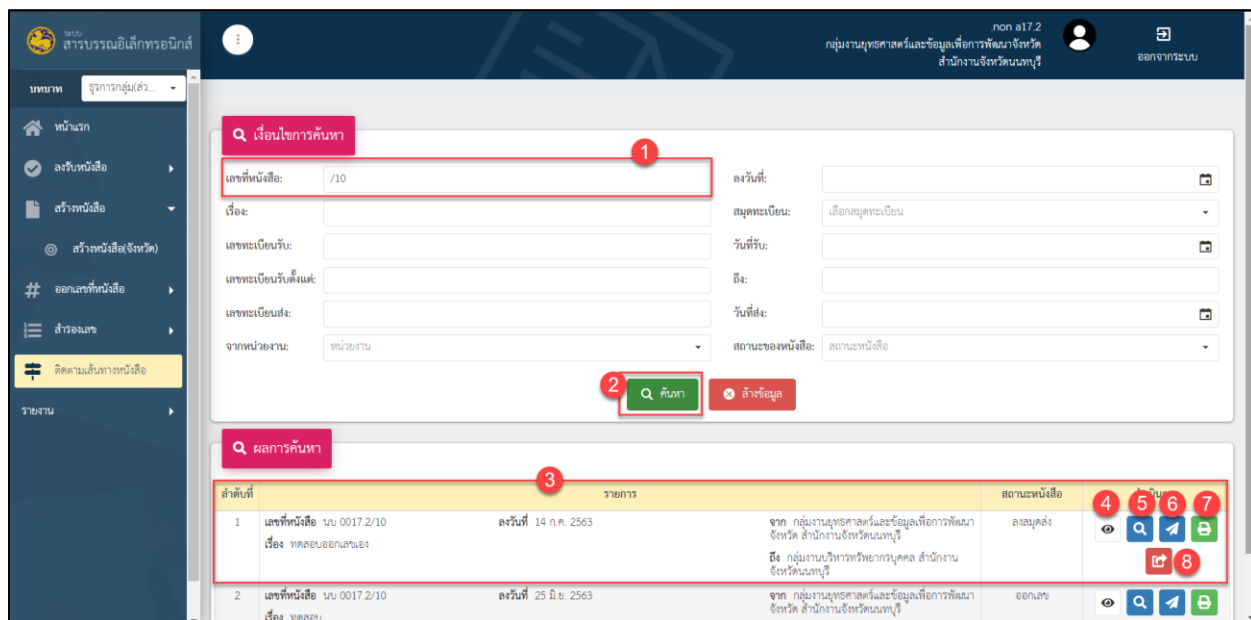 ระบบ
สารบรรณอิเล็กทรอนิกส์
.non a17.2
กลุ่มงานยุทธศาสตร์และข้อมูลเพื่อการพัฒนาจังหวัด
สำนักงานจังหวัดนนทบุรี
ออกจากระบบ
บทบาท ธุรการกลุ่ม(ส่ว...
หน้าแรก
ลงรับหนังสือ
สร้างหนังสือ
สร้างหนังสือ(จังหวัด)
ออกเลขที่หนังสือ
สำรองเลข
ติดตามเส้นทางหนังสือ
รายงาน
เงื่อนไขการค้นหา
1
เลขที่หนังสือ: /10 ลงวันที่:
เรื่อง: สมุดทะเบียน: เลือกสมุดทะเบียน
เลขทะเบียนรับ: วันที่รับ:
เลขทะเบียนรับตั้งแต่: ถึง:
เลขทะเบียนส่ง: วันที่ส่ง:
จากหน่วยงาน: หน่วยงาน สถานะของหนังสือ: สถานะหนังสือ
2 ค้นหา ล้างข้อมูล
ผลการค้นหา
3
ลำดับที่ รายการ สถานะหนังสือ
4 5 6 7
1 เลขที่หนังสือ นบ 0017.2/10 ลงวันที่ 14 ก.ค. 2563 จาก กลุ่มงานยุทธศาสตร์และข้อมูลเพื่อการพัฒนา ลงสมุดส่ง
จังหวัด สำนักงานจังหวัดนนทบุรี
เรื่อง ทดสอบออกเลขเอง
ถึง กลุ่มงานบริหารทรัพยากรบุคคล สำนักงาน
จังหวัดนนทบุรี
8
2 เลขที่หนังสือ นบ 0017.2/10 ลงวันที่ 25 มิ.ย. 2563 จาก กลุ่มงานยุทธศาสตร์และข้อมูลเพื่อการพัฒนา ออกเลข
จังหวัด สำนักงานจังหวัดนนทบุรี
เรื่อง ทดสอบ